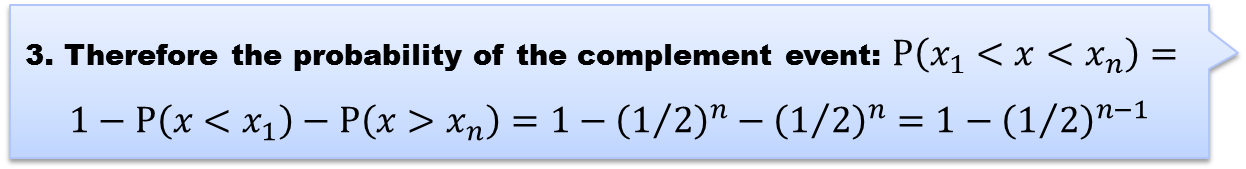 3. Therefore the probability of the complement event: P(x₁ < x < xₙ) =
1 − P(x < x₁) − P(x > xₙ) = 1 − (1/2)ⁿ − (1/2)ⁿ = 1 − (1/2)ⁿ⁻¹